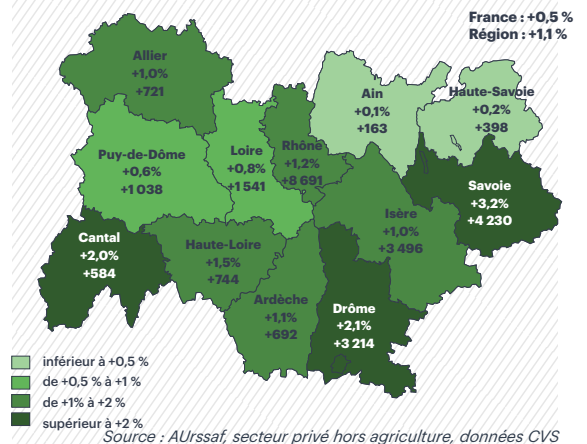 France : +0,5 %
Région : +1,1 %
Allier
+1,0%
+721
Ain
+0,1%
+163
Haute-Savoie
+0,2%
+398
Puy-de-Dôme
+0,6%
+1 038
Loire
+0,8%
+1 541
Rhône
+1,2%
+8 691
Savoie
+3,2%
+4 230
Isère
+1,0%
+3 496
Cantal
+2,0%
+584
Haute-Loire
+1,5%
+744
Ardèche
+1,1%
+692
Drôme
+2,1%
+3 214
inférieur à +0,5 %
de +0,5 % à +1 %
de +1% à +2 %
supérieur à +2 %
Source : AUrssaf, secteur privé hors agriculture, données CVS